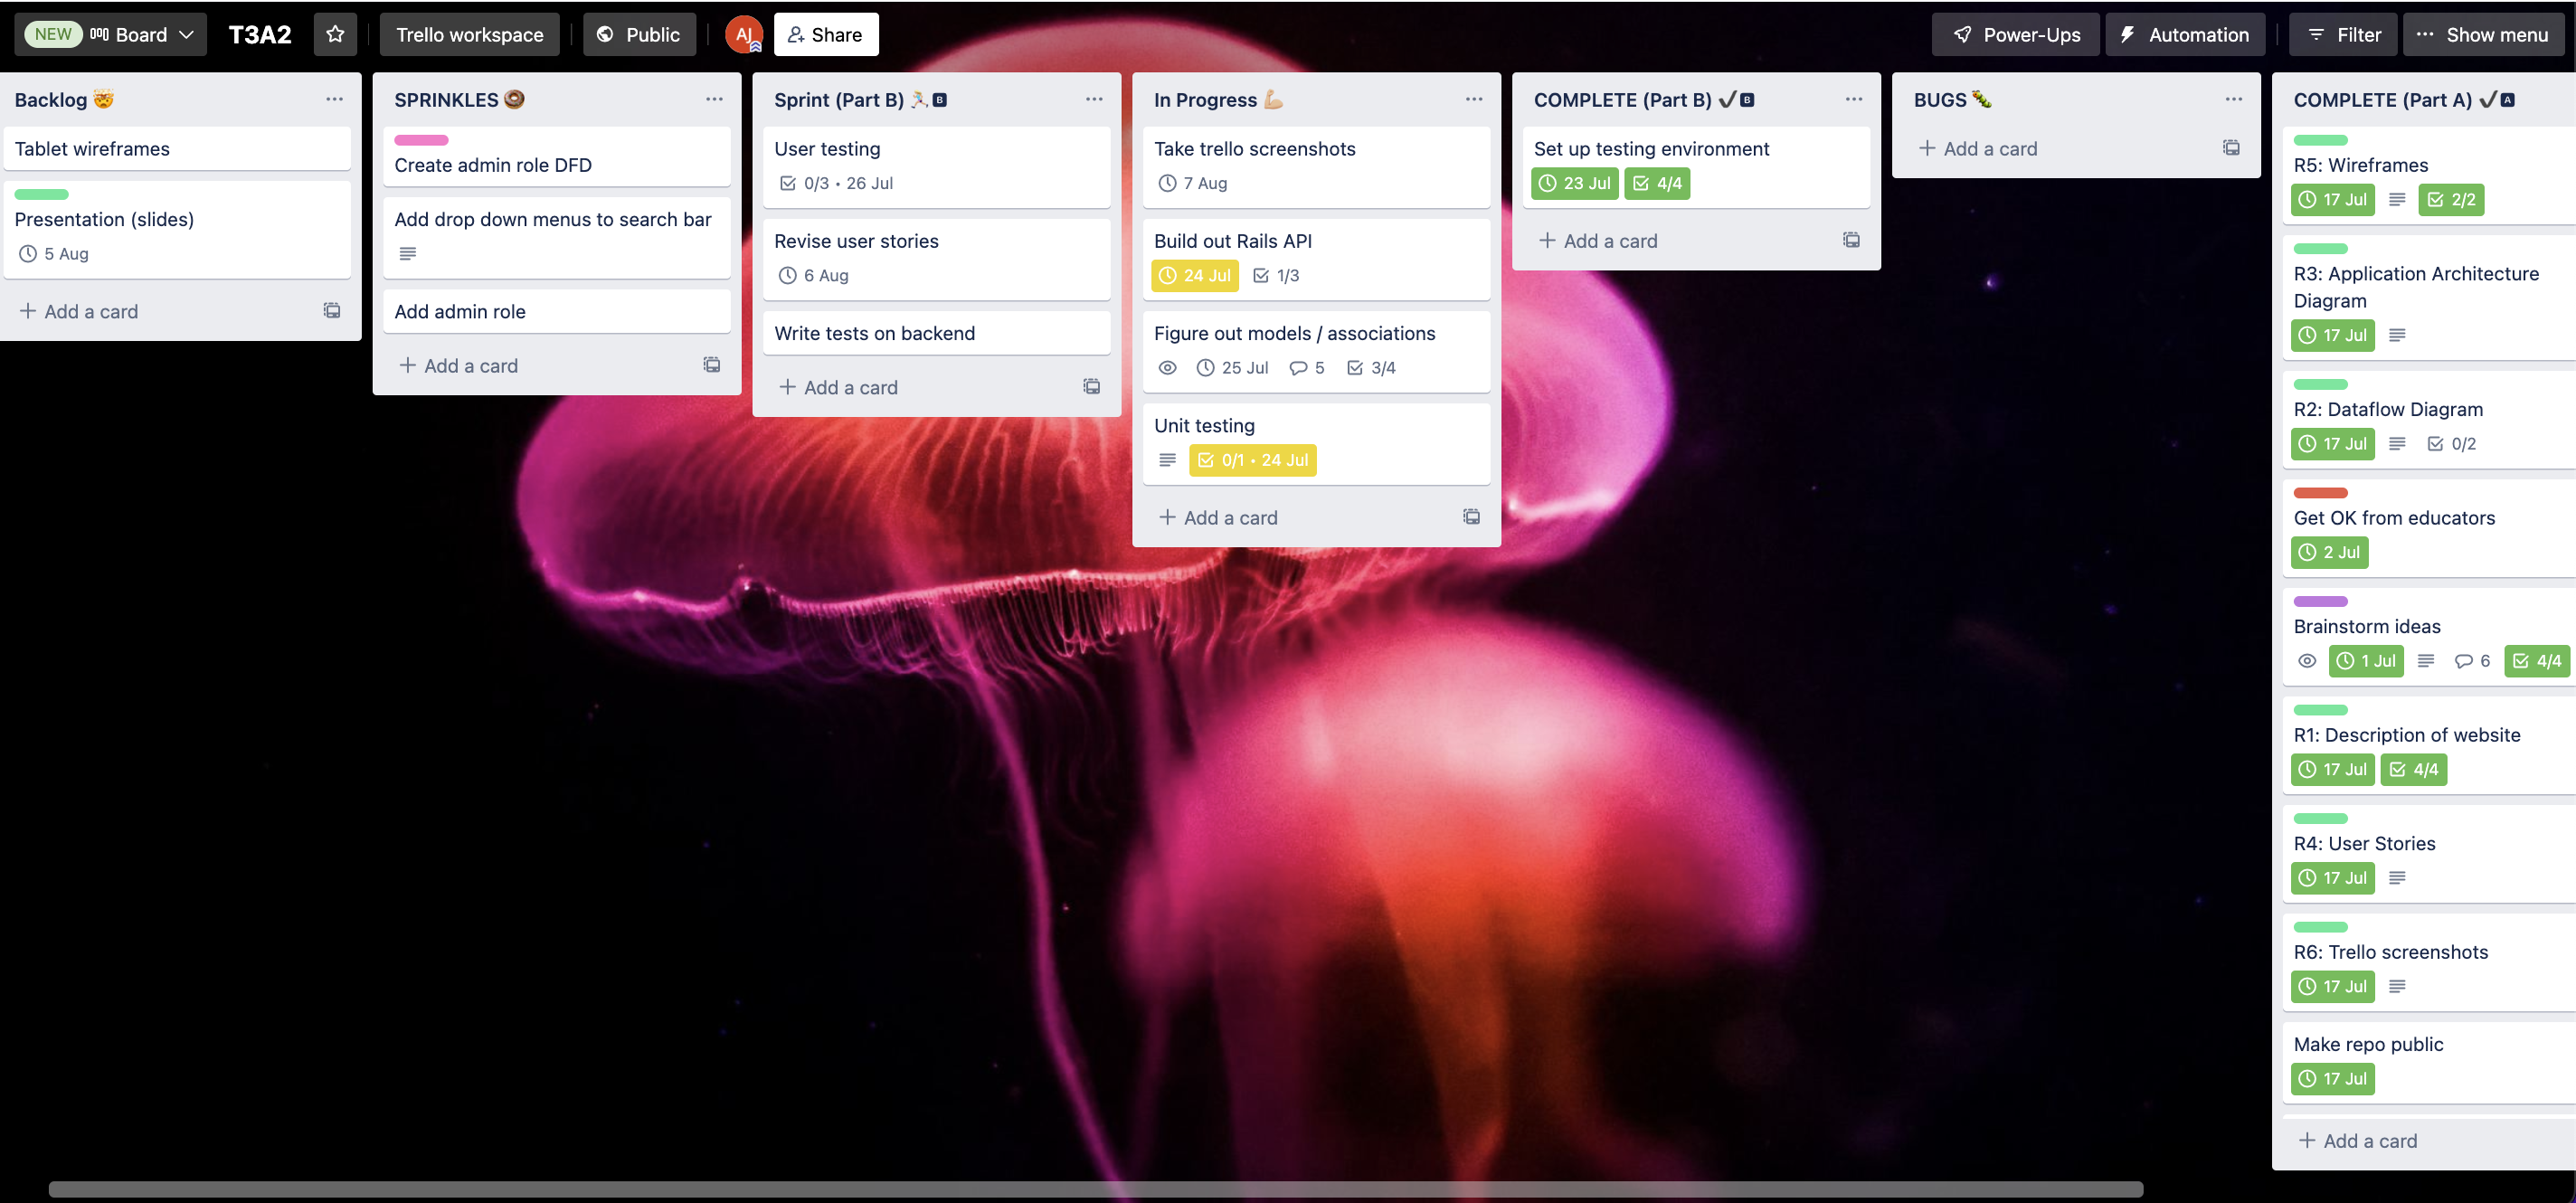 NEW Board T3A2 Trello workspace Public AJ Share Power-Ups Automation Filter Show menu
Backlog 🤯
Tablet wireframes
Presentation (slides)
5 Aug
Add a card
SPRINKLES 🍩
Create admin role DFD
Add drop down menus to search bar
Add admin role
Add a card
Sprint (Part B) 🏃🏼‍♀️ B
User testing
0/3 • 26 Jul
Revise user stories
6 Aug
Write tests on backend
Add a card
In Progress 💪🏼
Take trello screenshots
7 Aug
Build out Rails API
24 Jul 1/3
Figure out models / associations
25 Jul 5 3/4
Unit testing
0/1 • 24 Jul
Add a card
COMPLETE (Part B) ✔️ B
Set up testing environment
23 Jul 4/4
Add a card
BUGS 🐛
Add a card
COMPLETE (Part A) ✔️ A
R5: Wireframes
17 Jul 2/2
R3: Application Architecture
Diagram
17 Jul
R2: Dataflow Diagram
17 Jul 0/2
Get OK from educators
2 Jul
Brainstorm ideas
1 Jul 6 4/4
R1: Description of website
17 Jul 4/4
R4: User Stories
17 Jul
R6: Trello screenshots
17 Jul
Make repo public
17 Jul
Add a card